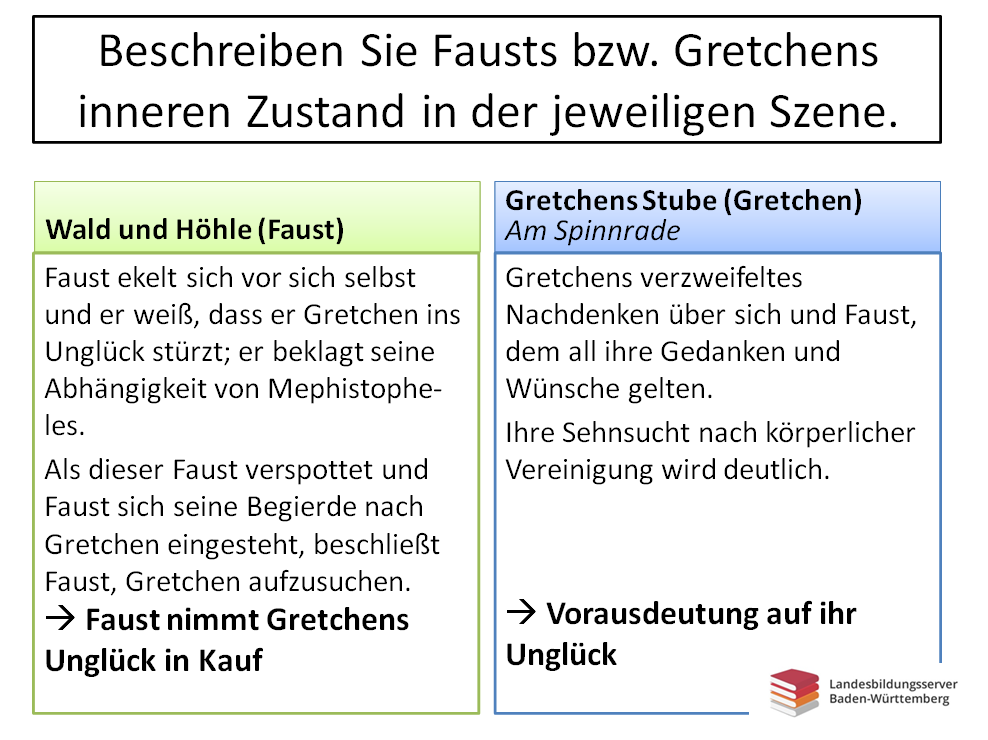 Beschreiben Sie Fausts bzw. Gretchens
inneren Zustand in der jeweiligen Szene.
Wald und Höhle (Faust)
Faust ekelt sich vor sich selbst
und er weiß, dass er Gretchen ins
Unglück stürzt; er beklagt seine
Abhängigkeit von Mephistophe-
les.
Als dieser Faust verspottet und
Faust sich seine Begierde nach
Gretchen eingesteht, beschließt
Faust, Gretchen aufzusuchen.
→ Faust nimmt Gretchens
Unglück in Kauf
Gretchens Stube (Gretchen)
Am Spinnrade
Gretchens verzweifeltes
Nachdenken über sich und Faust,
dem all ihre Gedanken und
Wünsche gelten.
Ihre Sehnsucht nach körperlicher
Vereinigung wird deutlich.
→ Vorausdeutung auf ihr
Unglück
Landesbildungsserver
Baden-Württemberg